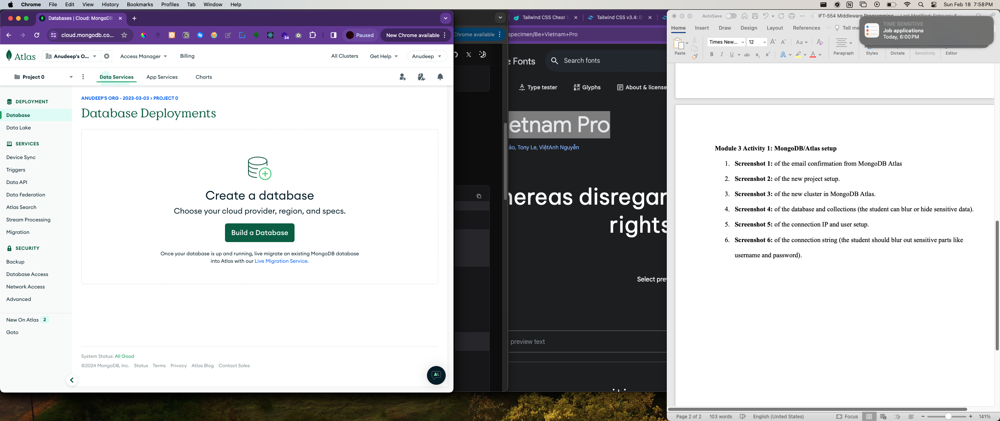 Chrome File Edit View History Bookmarks Profiles Tab Window Help
Sun Feb 18 7:58 PM
Databases | Cloud: MongoDB
cloud.mongodb.co...
24
Paused
New Chrome available
Atlas
Anudeep's O...
Access Manager
Billing
All Clusters
Get Help
Anudeep
Project 0
Data Services
App Services
Charts
DEPLOYMENT
Database
Data Lake
SERVICES
Device Sync
Triggers
Data API
Data Federation
Atlas Search
Stream Processing
Migration
SECURITY
Backup
Database Access
Network Access
Advanced
New On Atlas 2
Goto
ANUDEEP'S ORG - 2023-03-03 > PROJECT 0
Database Deployments
Create a database
Choose your cloud provider, region, and specs.
Build a Database
Once your database is up and running, live migrate an existing MongoDB database
into Atlas with our Live Migration Service.
System Status: All Good
©2024 MongoDB, Inc. Status Terms Privacy Atlas Blog Contact Sales
Chrome available
Tailwind CSS Cheat S
Tailwind CSS v3.4: D
specimen/Be+Vietnam+Pro
Fonts
Search fonts
Type tester
Glyphs
About & license
etnam Pro
ảo, Tony Le, ViệtAnh Nguyễn
ereas disregar
rights
Select prev
preview text
AutoSave
IFT-554 Middleware Programming
Home Insert Draw Design Layout References Tell me
TIME SENSITIVE
Job applications
Today, 6:00 PM
Paste
Times New...
12
Aa
B I U ab x₂ x²
A
A
Paragraph
Styles
Dictate
Sensitivity
Editor
Module 3 Activity 1: MongoDB/Atlas setup
1. Screenshot 1: of the email confirmation from MongoDB Atlas
2. Screenshot 2: of the new project setup.
3. Screenshot 3: of the new cluster in MongoDB Atlas.
4. Screenshot 4: of the database and collections (the student can blur or hide sensitive data).
5. Screenshot 5: of the connection IP and user setup.
6. Screenshot 6: of the connection string (the student should blur out sensitive parts like
username and password).
Page 2 of 2
103 words
English (United States)
Focus
141%